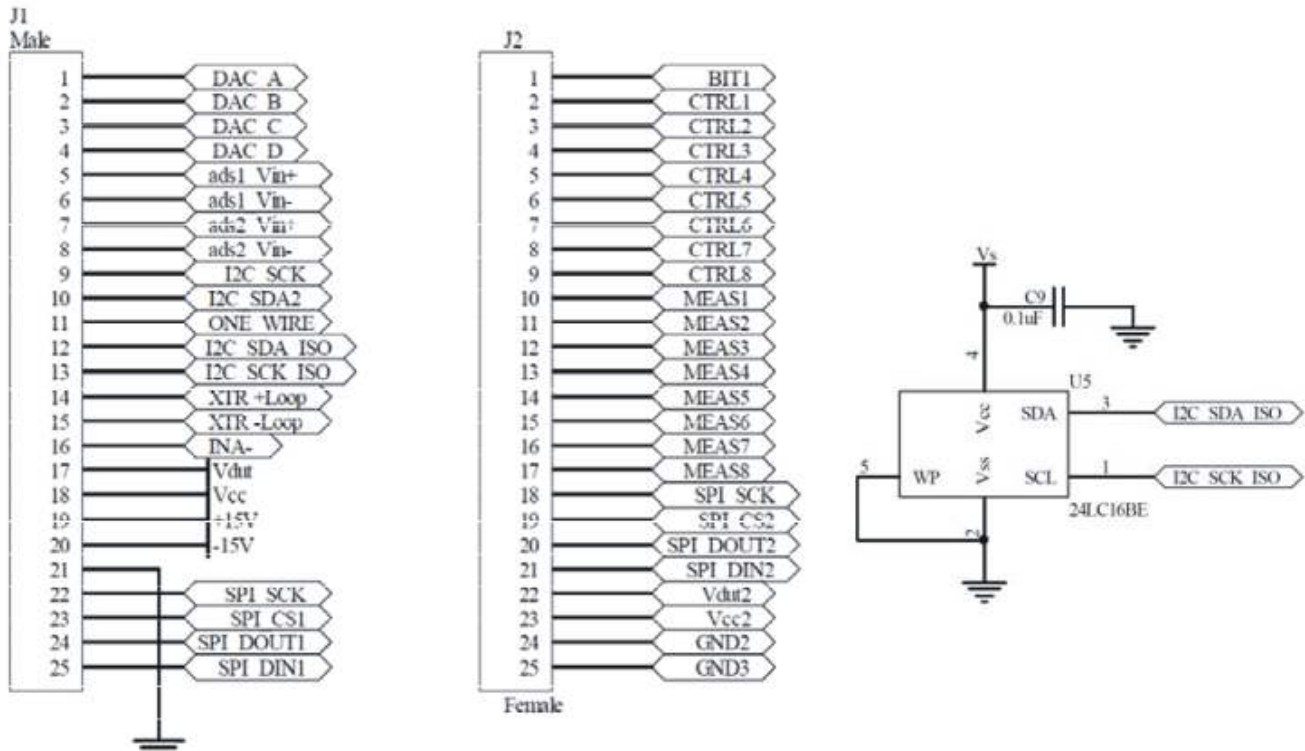 J1
Male
1 DAC A
2 DAC B
3 DAC C
4 DAC D
5 ads1 Vin+
6 ads1 Vin-
7 ads2 Vin+
8 ads2 Vin-
9 I2C SCK
10 I2C SDA2
11 ONE WIRE
12 I2C SDA ISO
13 I2C SCK ISO
14 XTR +Loop
15 XTR -Loop
16 INA-
17 Vdut
18 Vcc
19 +15V
20 -15V
21
22 SPI SCK
23 SPI CS1
24 SPI DOUT1
25 SPI DIN1
J2
1 BIT1
2 CTRL1
3 CTRL2
4 CTRL3
5 CTRL4
6 CTRL5
7 CTRL6
8 CTRL7
9 CTRL8
10 MEAS1
11 MEAS2
12 MEAS3
13 MEAS4
14 MEAS5
15 MEAS6
16 MEAS7
17 MEAS8
18 SPI SCK
19 SPI CS2
20 SPI DOUT2
21 SPI DIN2
22 Vdut2
23 Vcc2
24 GND2
25 GND3
Female
Vs
C9
0.1uF
4
U5
Vcc
SDA
3
I2C SDA ISO
5
WP
Vss
SCL
1
I2C SCK ISO
24LC16BE
2